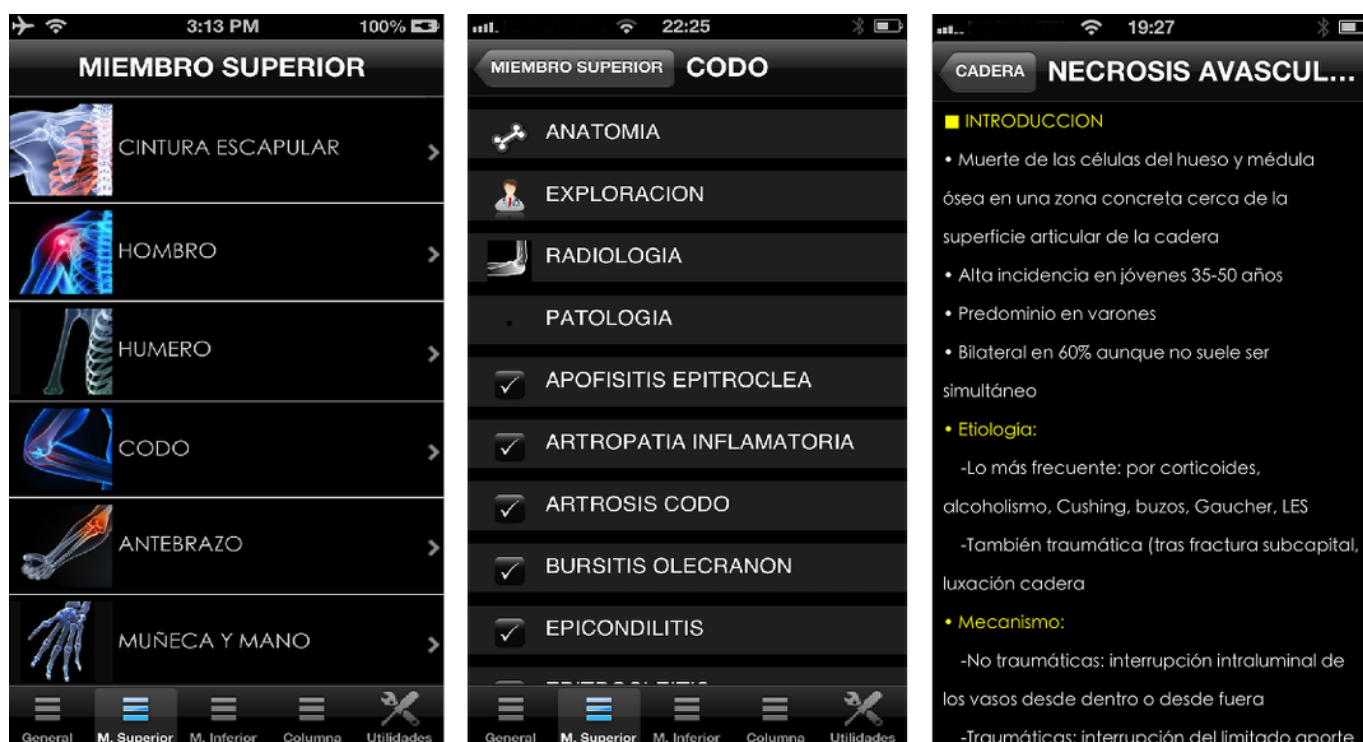 3:13 PM
100%
MIEMBRO SUPERIOR
CINTURA ESCAPULAR
HOMBRO
HUMERO
CODO
ANTEBRAZO
MUÑECA Y MANO
General
M. Superior
M. Inferior
Columna
Utilidades
22:25
MIEMBRO SUPERIOR
CODO
ANATOMIA
EXPLORACION
RADIOLOGIA
PATOLOGIA
APOFISITIS EPITROCLEA
ARTROPATIA INFLAMATORIA
ARTROSIS CODO
BURSITIS OLECRANON
EPICONDILITIS
General
M. Superior
M. Inferior
Columna
Utilidades
19:27
CADERA
NECROSIS AVASCUL...
INTRODUCCION
• Muerte de las células del hueso y médula
ósea en una zona concreta cerca de la
superficie articular de la cadera
• Alta incidencia en jóvenes 35-50 años
• Predominio en varones
• Bilateral en 60% aunque no suele ser
simultáneo
• Etiología:
-Lo más frecuente: por corticoides,
alcoholismo, Cushing, buzos, Gaucher, LES
-También traumática (tras fractura subcapital,
luxación cadera
• Mecanismo:
-No traumáticas: interrupción intraluminal de
los vasos desde dentro o desde fuera
-Traumáticas: interrupción del limitado aporte